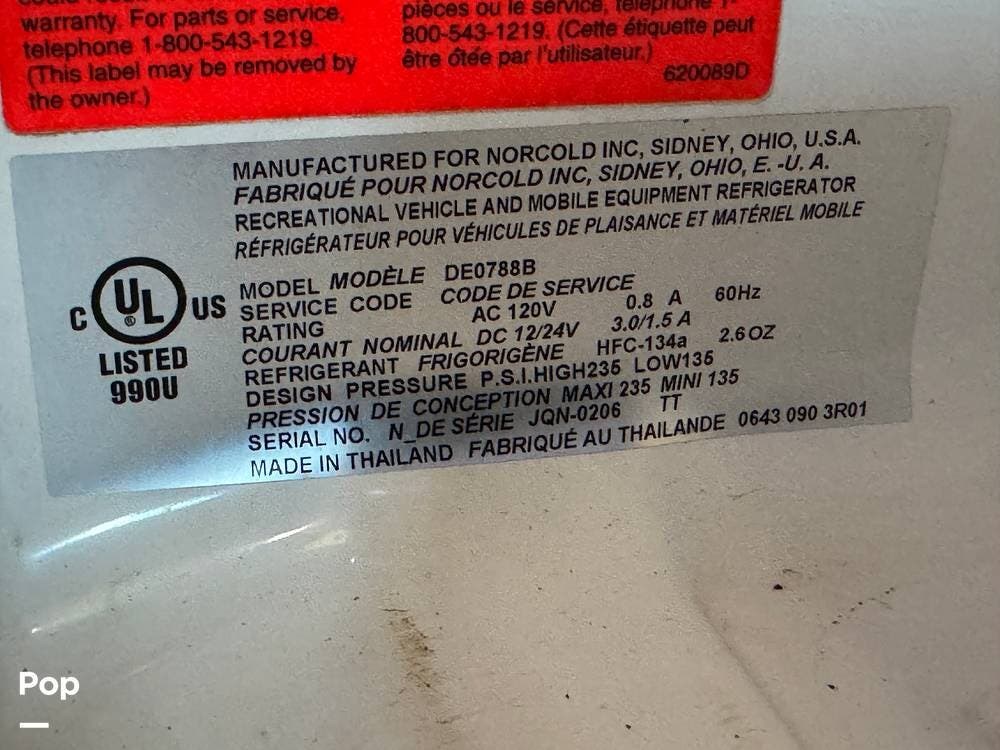 warranty. For parts or service,
telephone 1-800-543-1219
(This label may be removed by
the owner.)
pièces ou le service, téléphone 1-
800-543-1219. (Cette étiquette peut
être ôtée par l'utilisateur.)
620089D
MANUFACTURED FOR NORCOLD INC, SIDNEY, OHIO, U.S.A.
FABRIQUÉ POUR NORCOLD INC, SIDNEY, OHIO, E. -U. A.
RECREATIONAL VEHICLE AND MOBILE EQUIPMENT REFRIGERATOR
RÉFRIGÉRATEUR POUR VÉHICULES DE PLAISANCE ET MATÉRIEL MOBILE
C UL ® US
LISTED
990U
MODEL MODÈLE DE0788B
SERVICE CODE CODE DE SERVICE
RATING AC 120V 0.8 A 60Hz
COURANT NOMINAL DC 12/24V 3.0/1.5 A
REFRIGERANT FRIGORIGÈNE HFC-134a 2.6 OZ
DESIGN PRESSURE P.S.I.HIGH235 LOW135
PRESSION DE CONCEPTION MAXI 235 MINI 135
SERIAL NO. N_DE SÉRIE JQN-0206 TT
MADE IN THAILAND FABRIQUÉ AU THAILANDE 0643 090 3R01
Pop